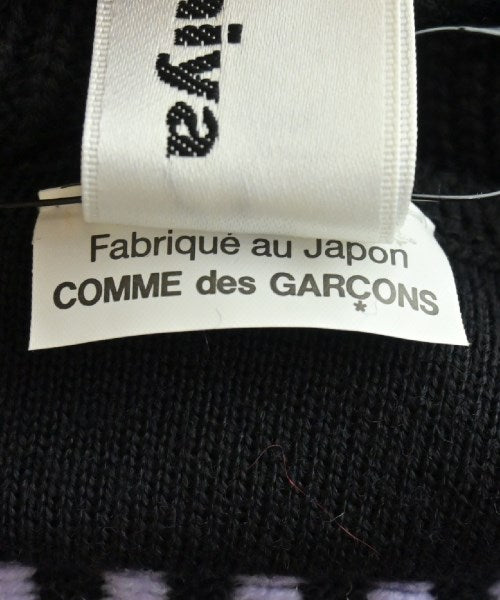 Fabriqué au Japon
COMME des GARÇONS
*